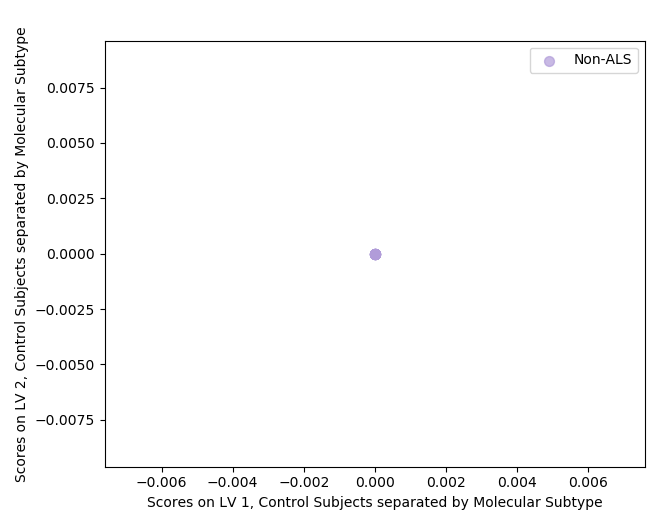 Scores on LV 2, Control Subjects separated by Molecular Subtype
Non-ALS
0.0075
0.0050
0.0025
0.0000
−0.0025
−0.0050
−0.0075
−0.006 −0.004 −0.002 0.000 0.002 0.004 0.006
Scores on LV 1, Control Subjects separated by Molecular Subtype